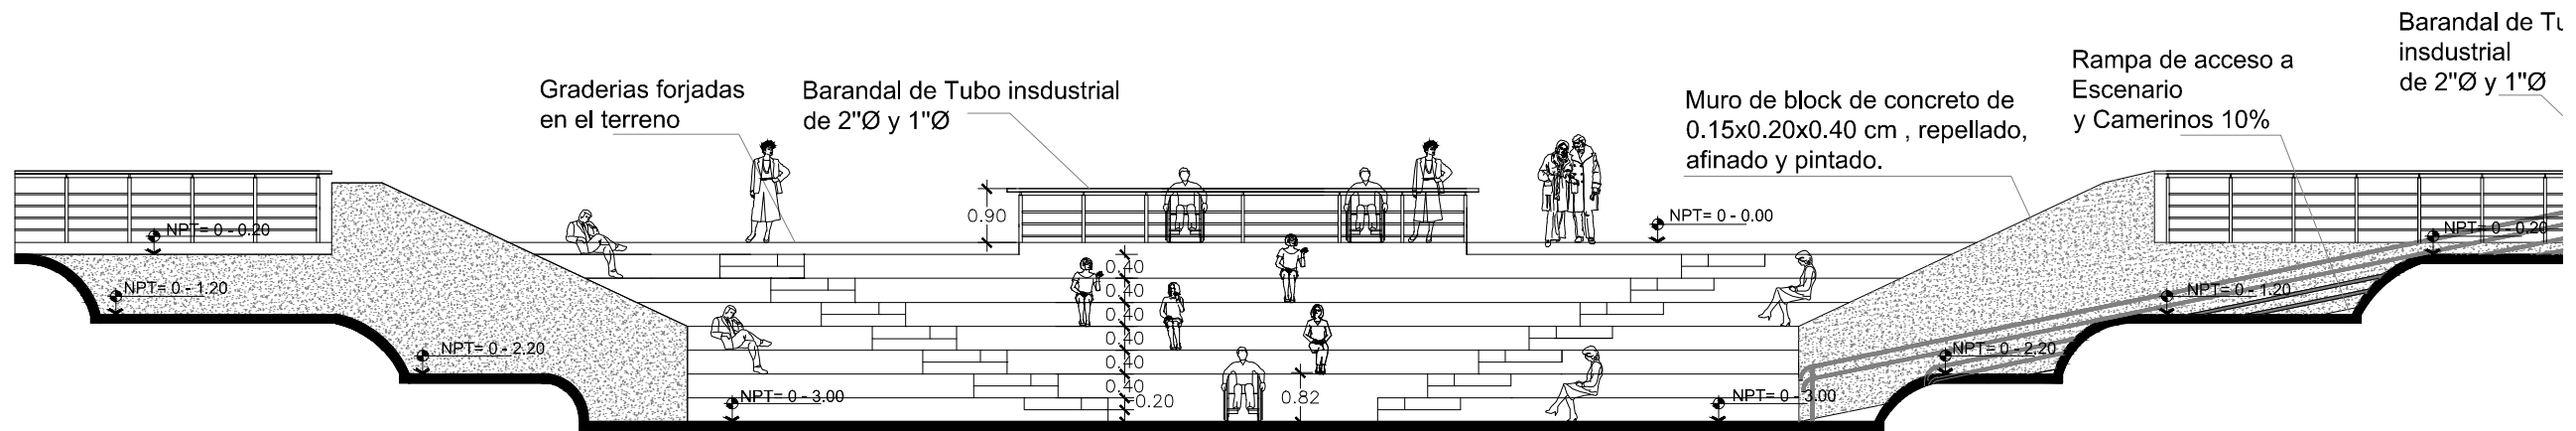 Barandal de Tu
insdustrial
de 2"Ø y 1"Ø
Rampa de acceso a
Escenario
y Camerinos 10%
Graderias forjadas
en el terreno
Barandal de Tubo insdustrial
de 2"Ø y 1"Ø
Muro de block de concreto de
0.15x0.20x0.40 cm , repellado,
afinado y pintado.
0.90
NPT= 0 - 0.00
NPT= 0 - 0.20
NPT= 0 - 0.20
0.40
0.40
NPT= 0 - 1.20
NPT= 0 - 1.20
0.40
0.40
NPT= 0 - 2.20
NPT= 0 - 2.20
0.40
0.40
0.20
0.82
NPT= 0 - 3.00
NPT= 0 - 3.00